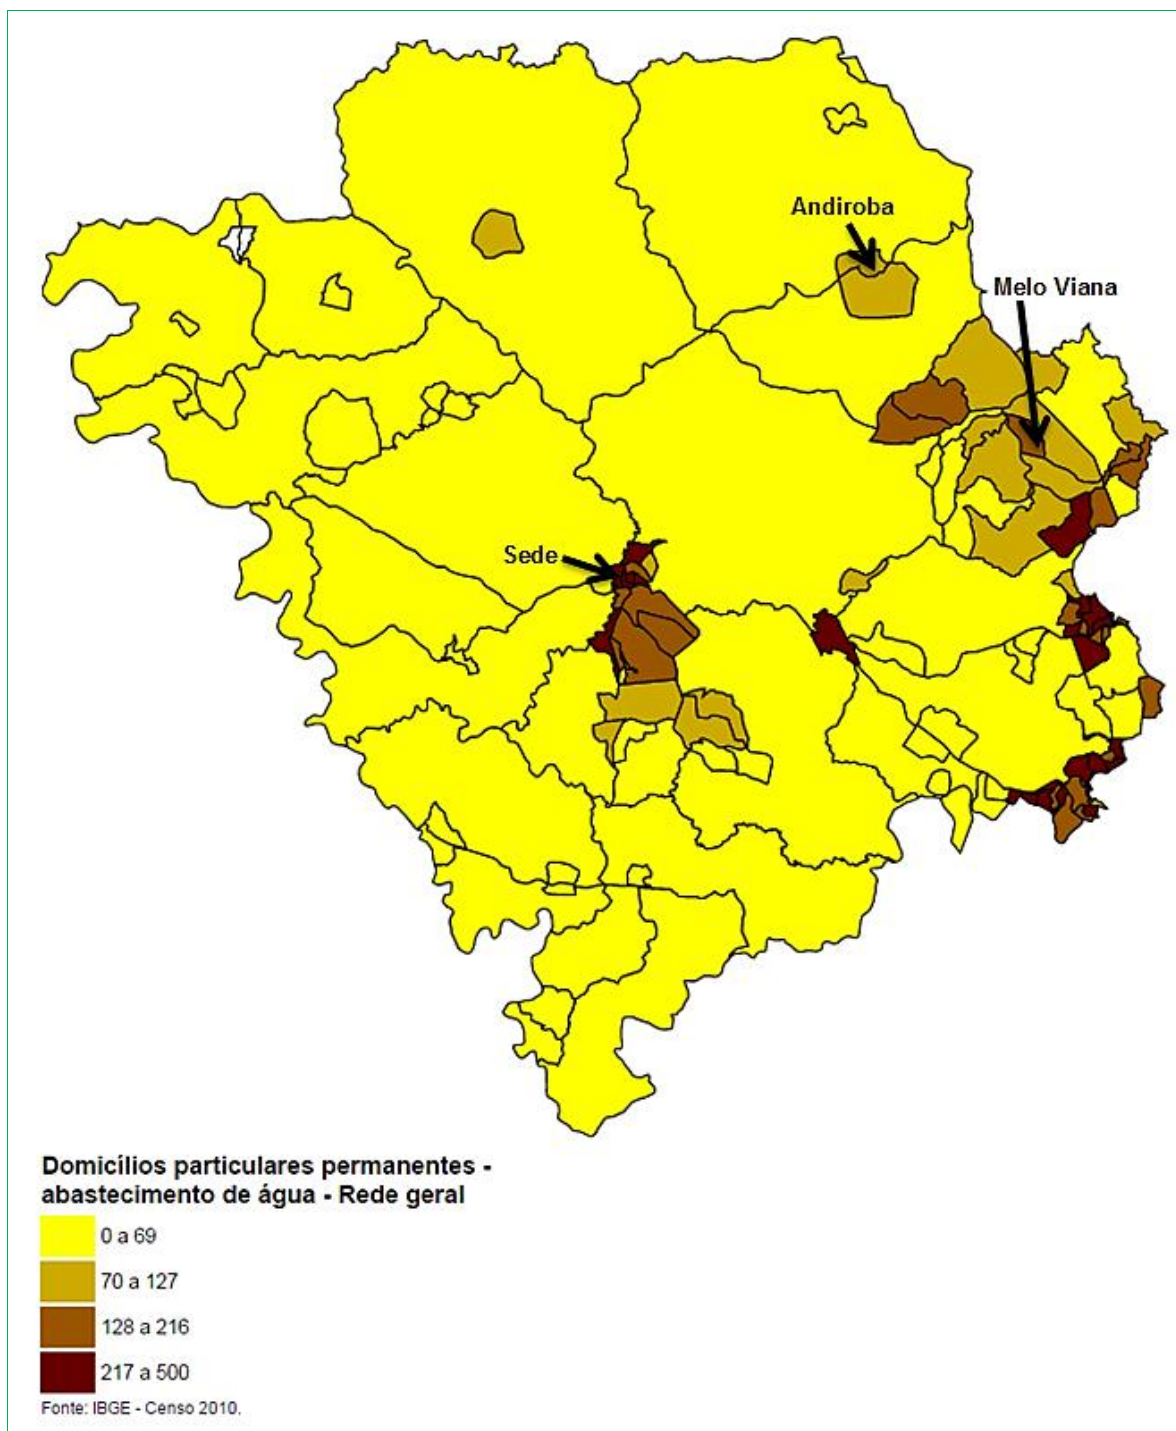 Andiroba
Melo Viana
Sede
Domicílios particulares permanentes -
abastecimento de água - Rede geral
0 a 69
70 a 127
128 a 216
217 a 500
Fonte: IBGE - Censo 2010.